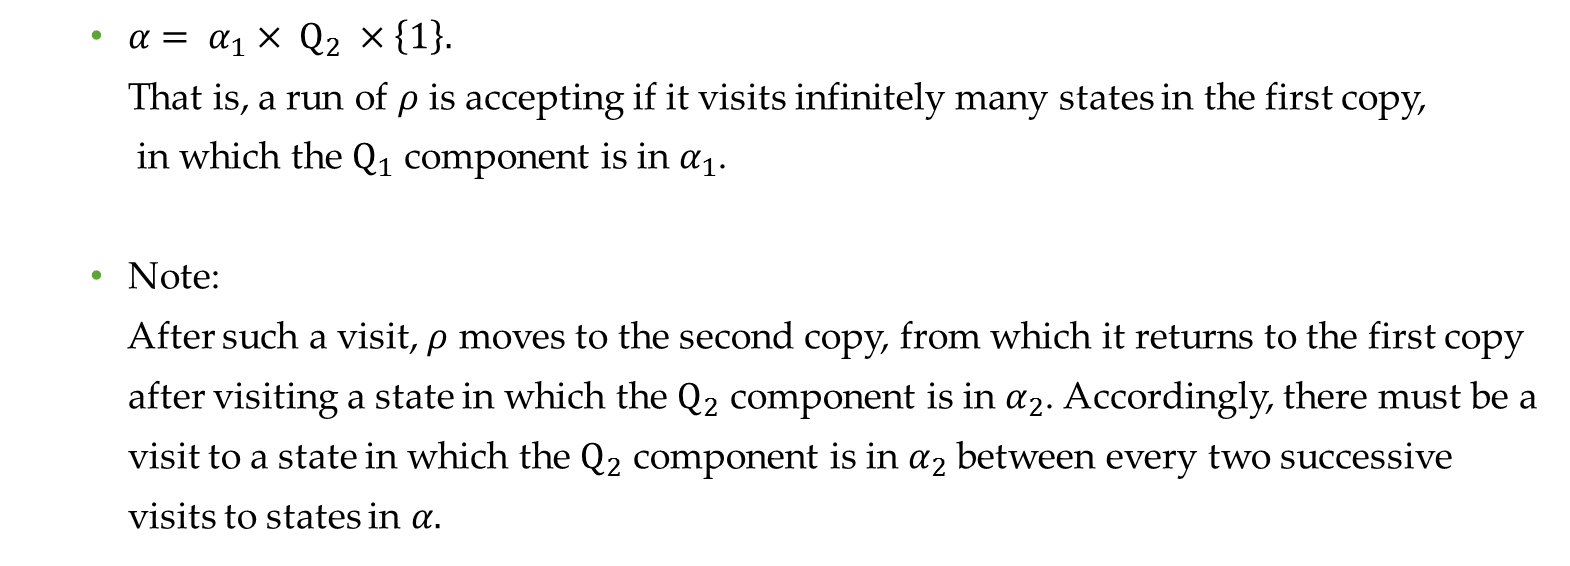 • α = α₁ × Q₂ × {1}.
That is, a run of ρ is accepting if it visits infinitely many states in the first copy,
in which the Q₁ component is in α₁.
• Note:
After such a visit, ρ moves to the second copy, from which it returns to the first copy
after visiting a state in which the Q₂ component is in α₂. Accordingly, there must be a
visit to a state in which the Q₂ component is in α₂ between every two successive
visits to states in α.